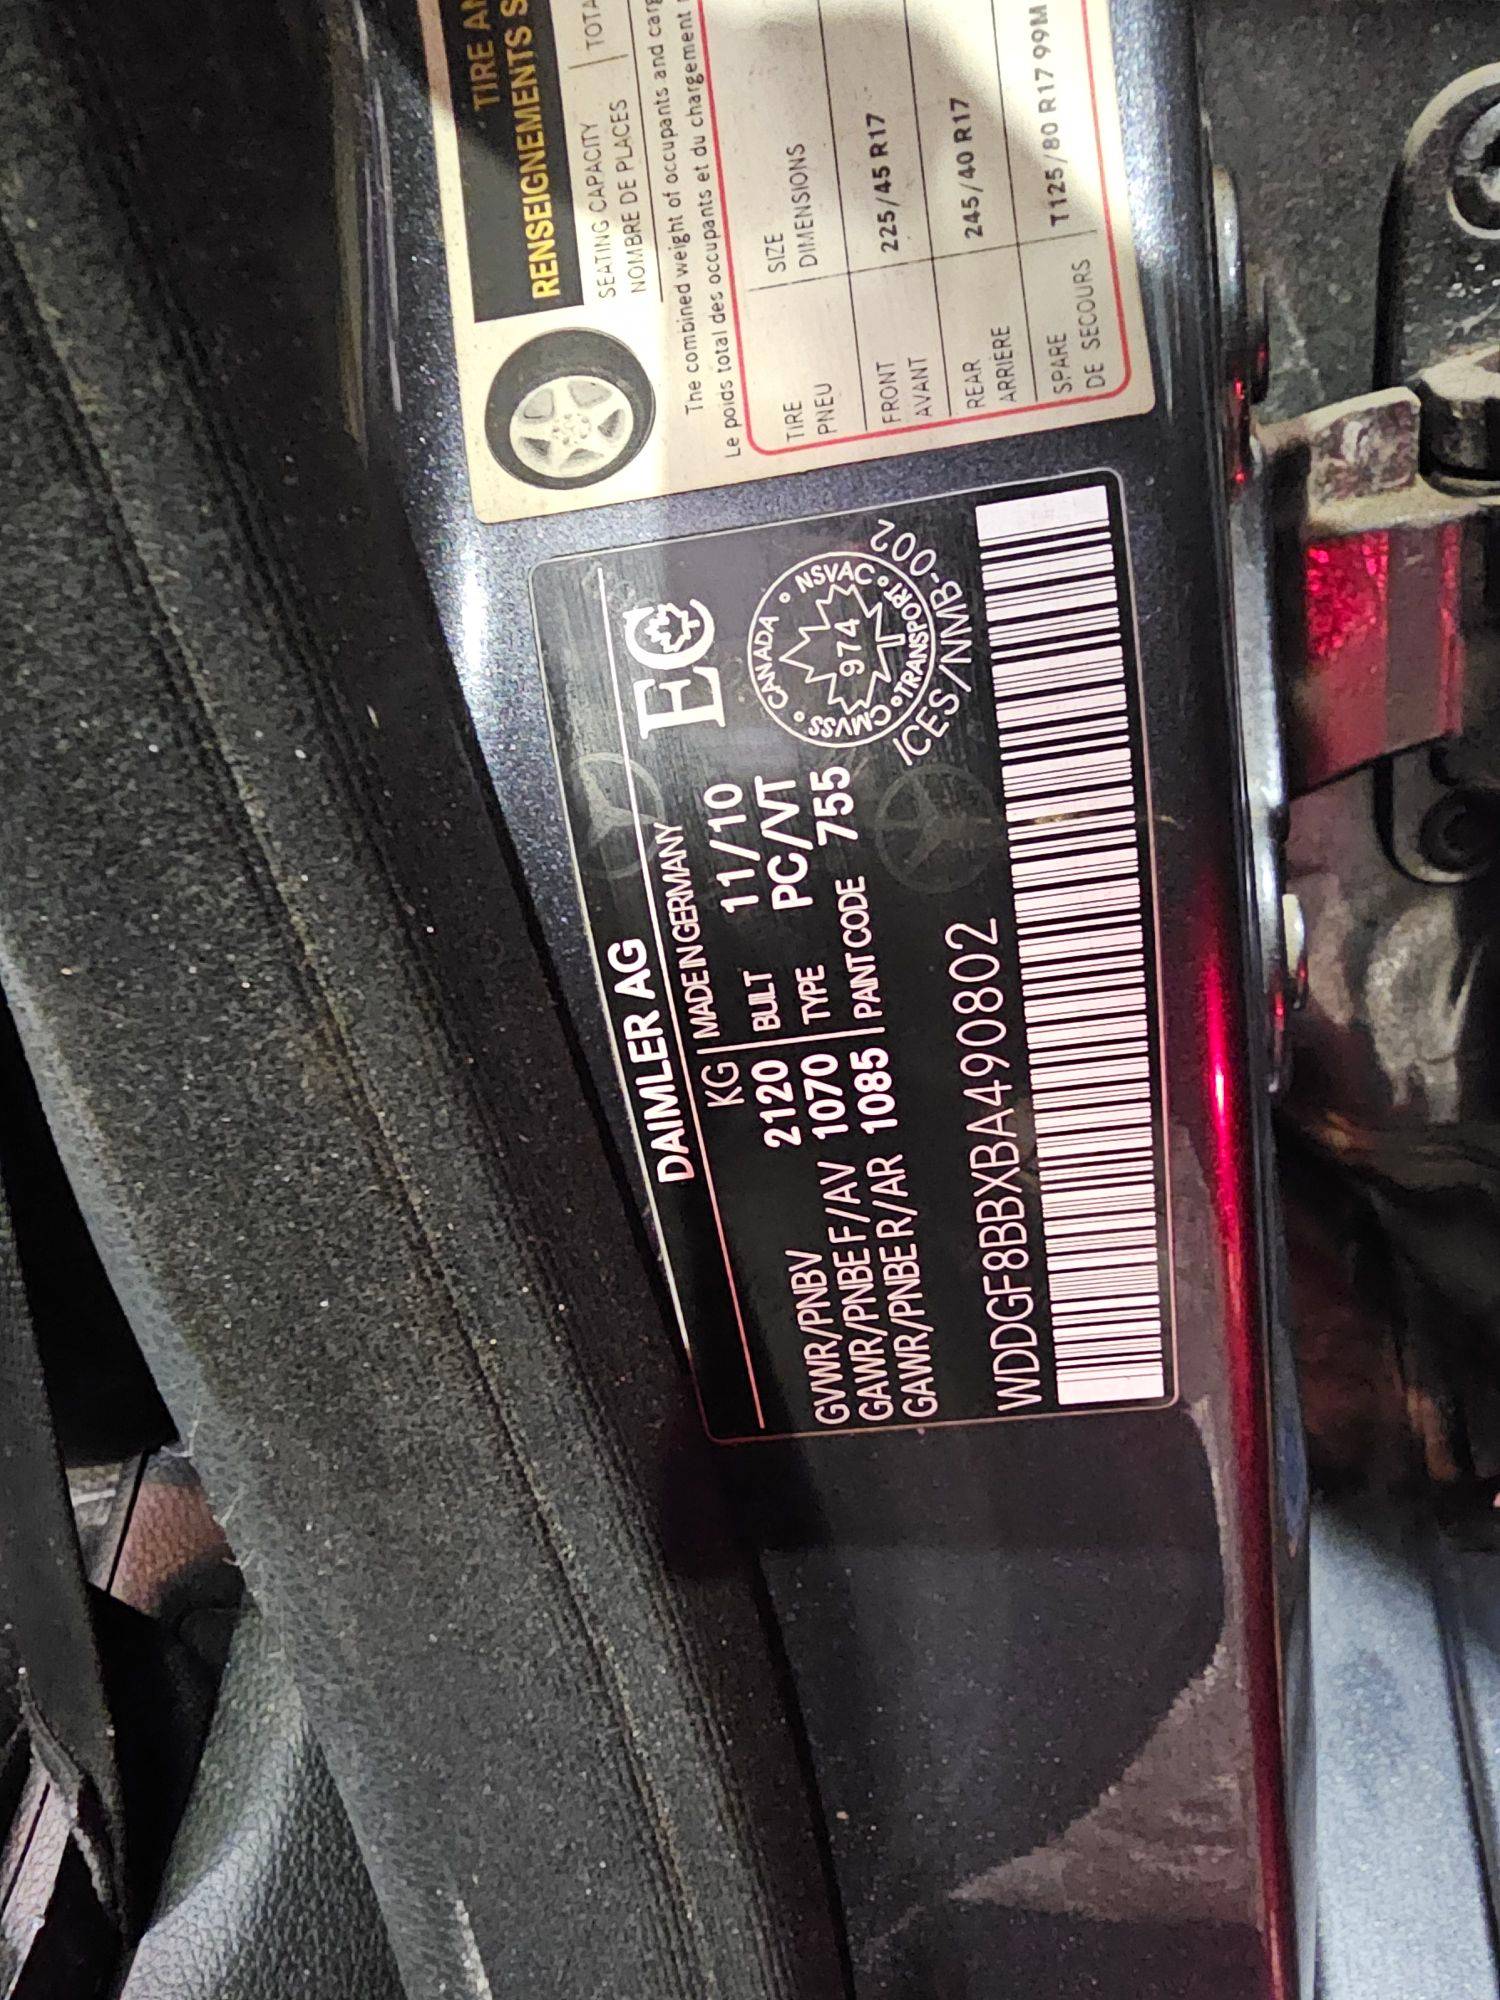 DAIMLER AG
KG MADE IN GERMANY
GVWR/PNBV 2120 BUILT 11/10
GAWR/PNBE F/AV 1070 TYPE PC/VT
GAWR/PNBE R/AR 1085 PAINT CODE 755
WDDGF8BBXBA490802
EC
CANADA NSVAC
974
CMVSS TRANSPORT
ICES/NMB-002
TIRE
RENSEIGNEMENTS
SEATING CAPACITY
NOMBRE DE PLACES
The combined weight of occupants and
Le poids total des occupants et du chargement
TIRE SIZE
PNEU DIMENSIONS
FRONT 225/45 R17
AVANT
REAR 245/40 R17
ARRIÈRE
SPARE T125/80 R17 99M
DE SECOURS